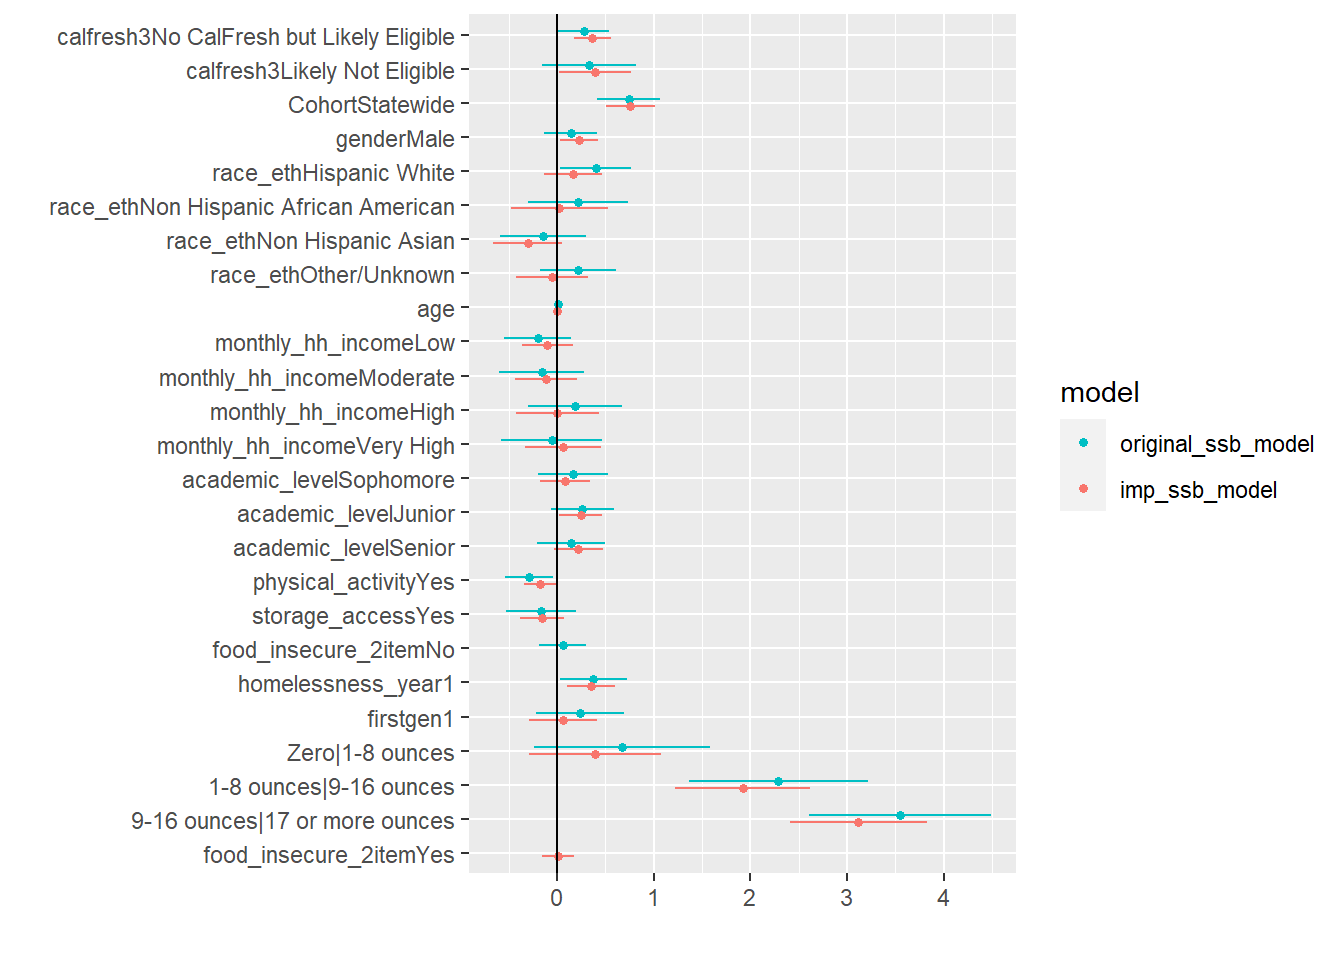 calfresh3No CalFresh but Likely Eligible
calfresh3Likely Not Eligible
CohortStatewide
genderMale
race_ethHispanic White
race_ethNon Hispanic African American
race_ethNon Hispanic Asian
race_ethOther/Unknown
age
monthly_hh_incomeLow
monthly_hh_incomeModerate
monthly_hh_incomeHigh
monthly_hh_incomeVery High
academic_levelSophomore
academic_levelJunior
academic_levelSenior
physical_activityYes
storage_accessYes
food_insecure_2itemNo
homelessness_year1
firstgen1
Zero|1-8 ounces
1-8 ounces|9-16 ounces
9-16 ounces|17 or more ounces
food_insecure_2itemYes
0 1 2 3 4
model
original_ssb_model
imp_ssb_model